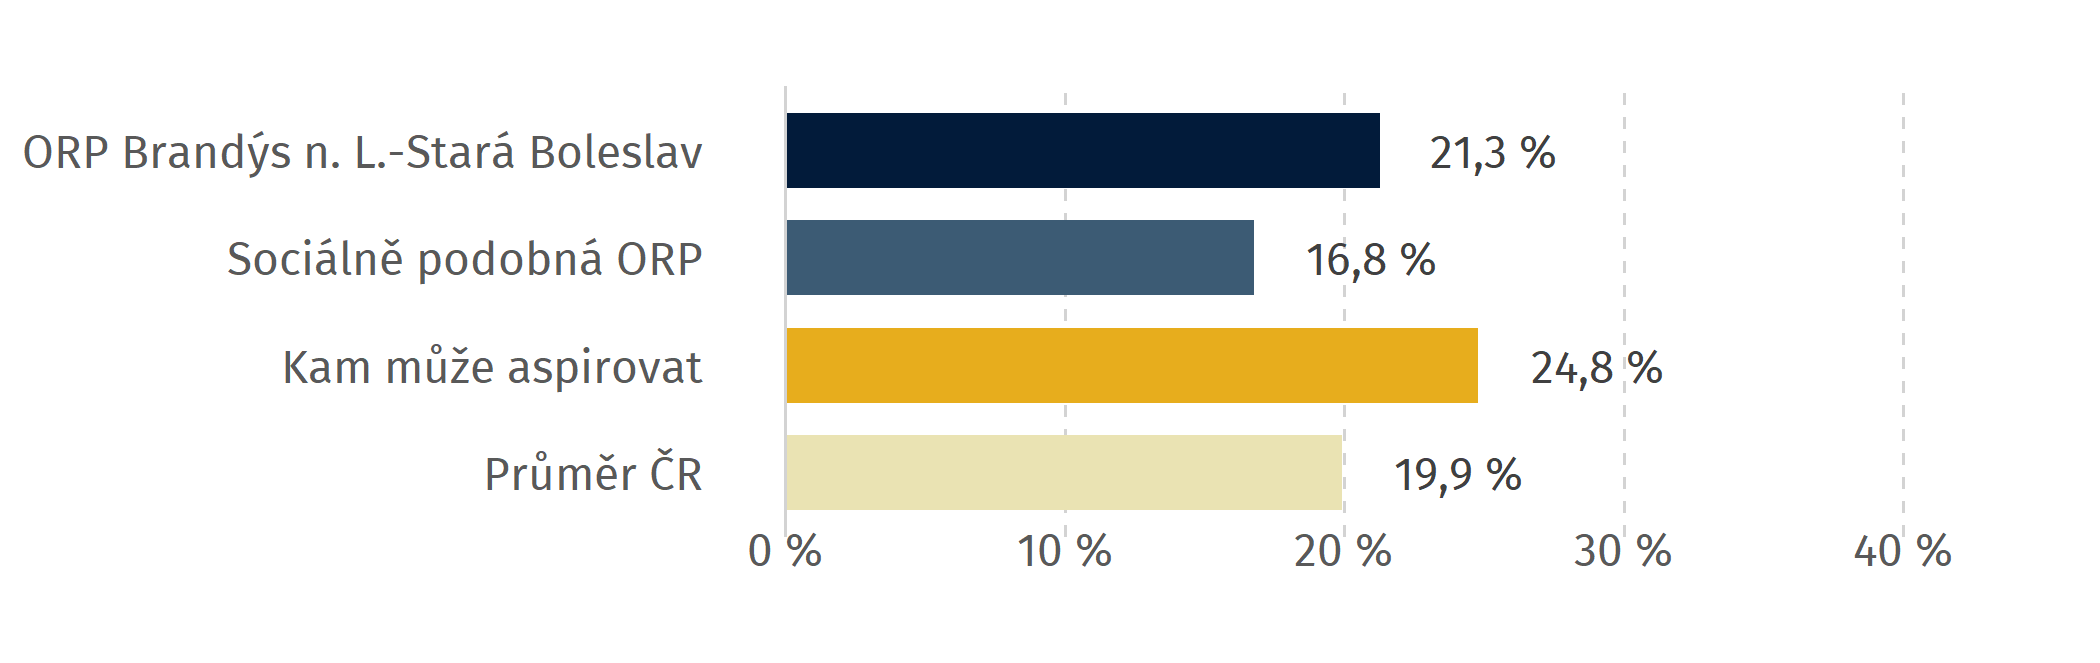 ORP Brandýs n. L.-Stará Boleslav 21,3 %
Sociálně podobná ORP 16,8 %
Kam může aspirovat 24,8 %
Průměr ČR 19,9 %
0 % 10 % 20 % 30 % 40 %